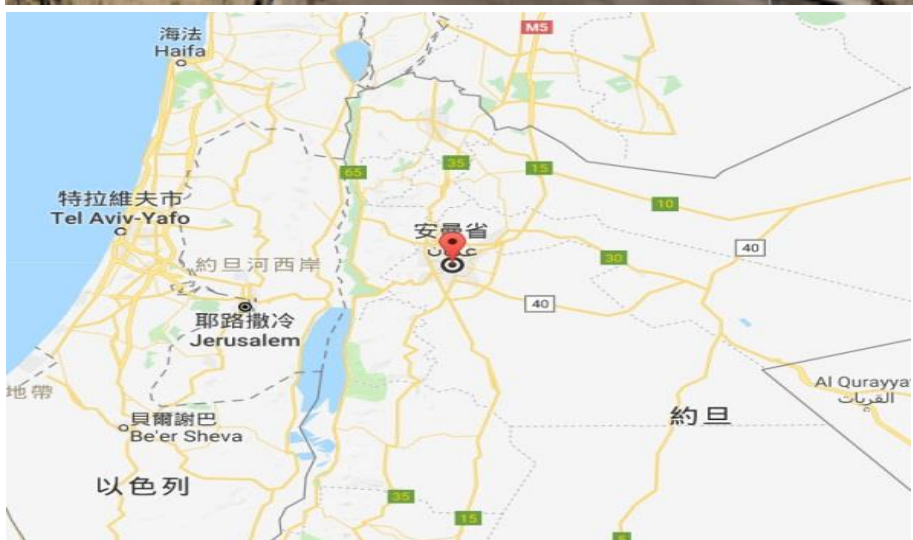 海法
Haifa
M5
35
15
65
特拉維夫市
Tel Aviv-Yafo
10
安曼省
40
約旦河西岸
30
40
耶路撒冷
Jerusalem
地帶
Al Qurayyat
القريات
貝爾謝巴
Be'er Sheva
約旦
以色列
35
15